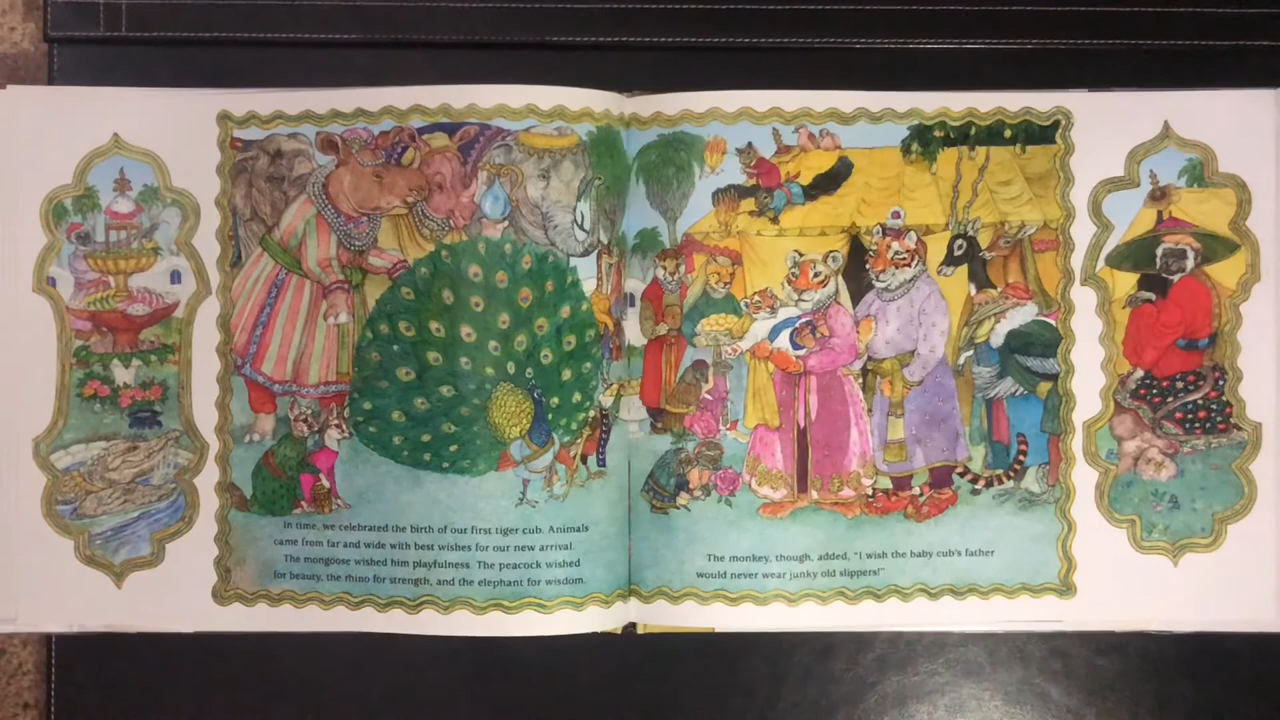 In time, we celebrated the birth of our first tiger cub. Animals
came from far and wide with best wishes for our new arrival.
The mongoose wished him playfulness. The peacock wished
for beauty, the rhino for strength, and the elephant for wisdom.
The monkey, though, added, "I wish the baby cub's father
would never wear junky old slippers!"